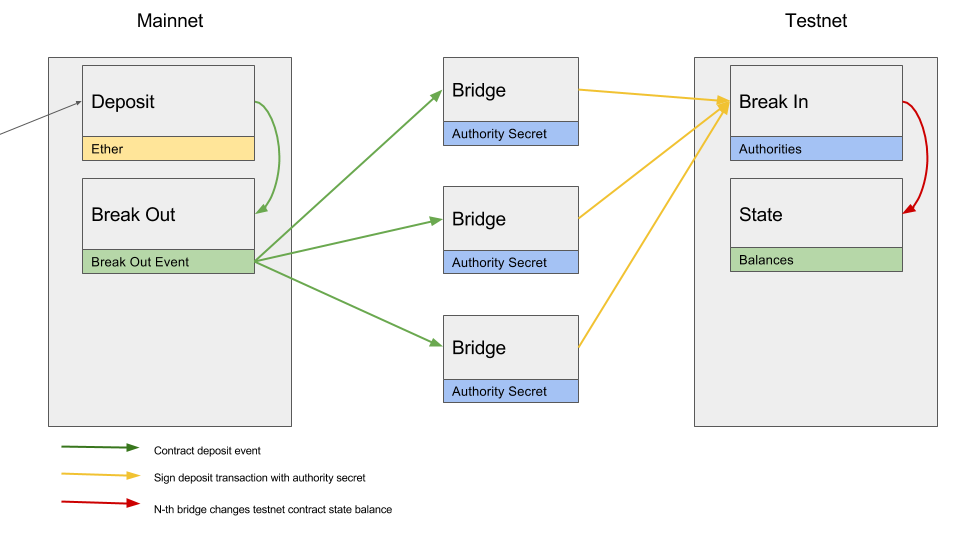 Mainnet
Testnet
Deposit
Ether
Break Out
Break Out Event
Bridge
Authority Secret
Bridge
Authority Secret
Bridge
Authority Secret
Break In
Authorities
State
Balances
Contract deposit event
Sign deposit transaction with authority secret
N-th bridge changes testnet contract state balance